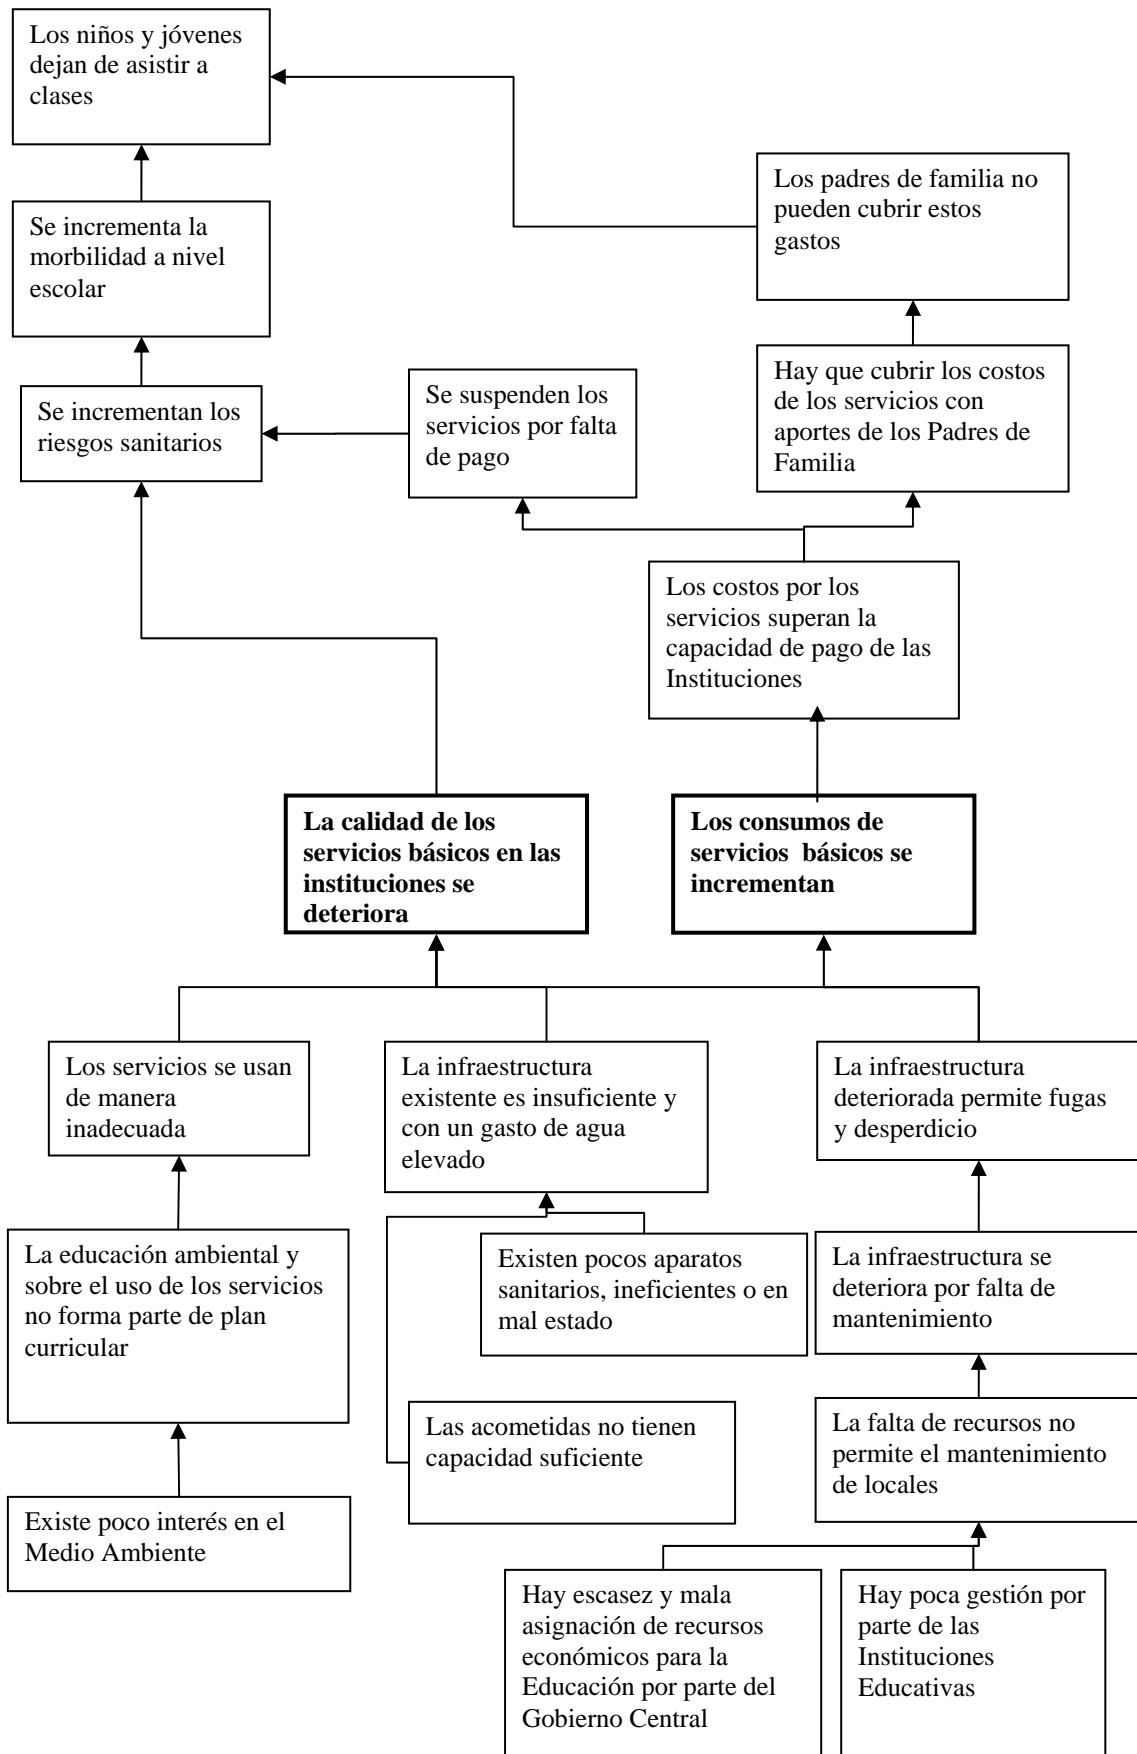 Los niños y jóvenes
dejan de asistir a
clases
Los padres de familia no
pueden cubrir estos
gastos
Se incrementa la
morbilidad a nivel
escolar
Hay que cubrir los costos
de los servicios con
aportes de los Padres de
Familia
Se suspenden los
servicios por falta
de pago
Se incrementan los
riesgos sanitarios
Los costos por los
servicios superan la
capacidad de pago de las
Instituciones
La calidad de los
servicios básicos en las
instituciones se
deteriora
Los consumos de
servicios básicos se
incrementan
Los servicios se usan
de manera
inadecuada
La infraestructura
existente es insuficiente y
con un gasto de agua
elevado
La infraestructura
deteriorada permite fugas
y desperdicio
La educación ambiental y
sobre el uso de los servicios
no forma parte de plan
curricular
Existen pocos aparatos
sanitarios, ineficientes o en
mal estado
La infraestructura se
deteriora por falta de
mantenimiento
Las acometidas no tienen
capacidad suficiente
La falta de recursos no
permite el mantenimiento
de locales
Existe poco interés en el
Medio Ambiente
Hay escasez y mala
asignación de recursos
económicos para la
Educación por parte del
Gobierno Central
Hay poca gestión por
parte de las
Instituciones
Educativas